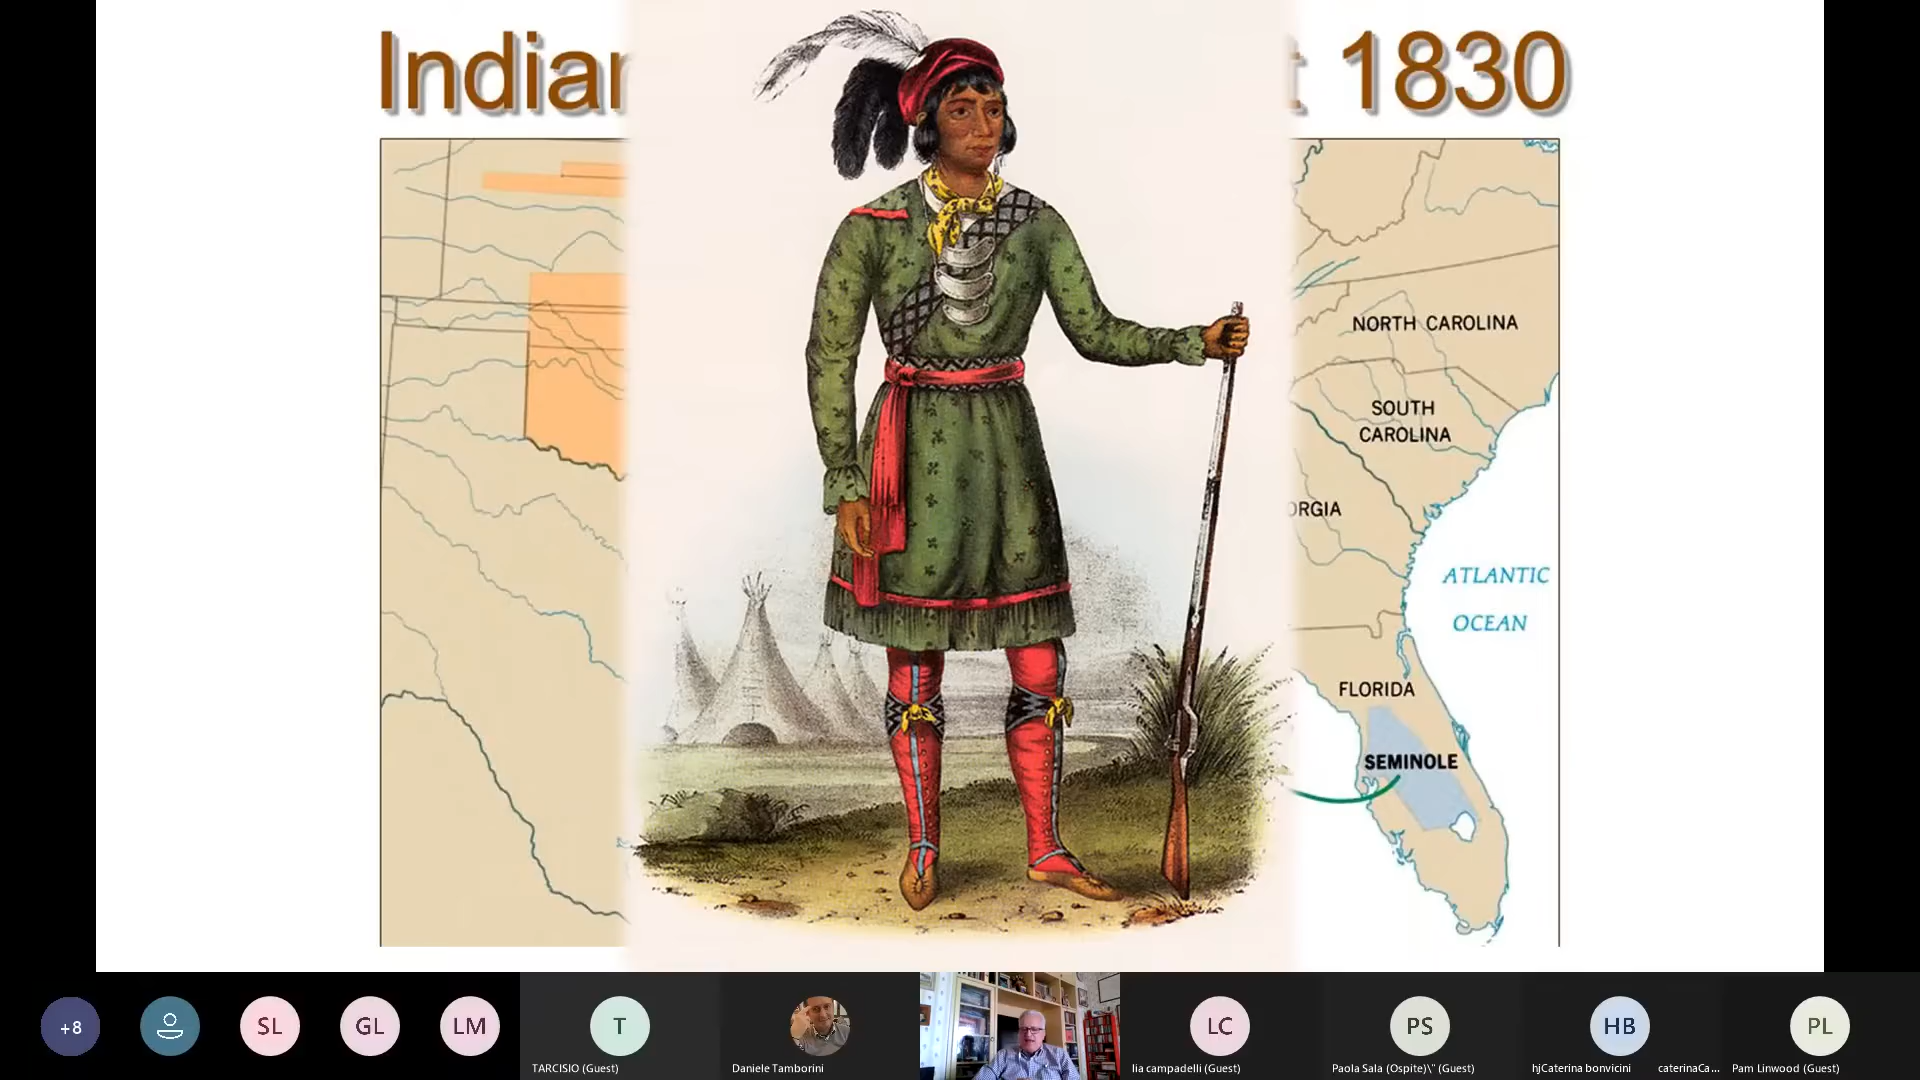 Indian
t 1830
NORTH CAROLINA
SOUTH
CAROLINA
ORGIA
ATLANTIC
OCEAN
FLORIDA
SEMINOLE
+8
SL
GL
LM
T
LC
PS
HB
PL
TARCISIO (Guest)
Daniele Tamborini
lia campadelli (Guest)
Paola Sala (Ospite)\" (Guest)
hjCaterina bonvicini
caterinaCa...
Pam Linwood (Guest)